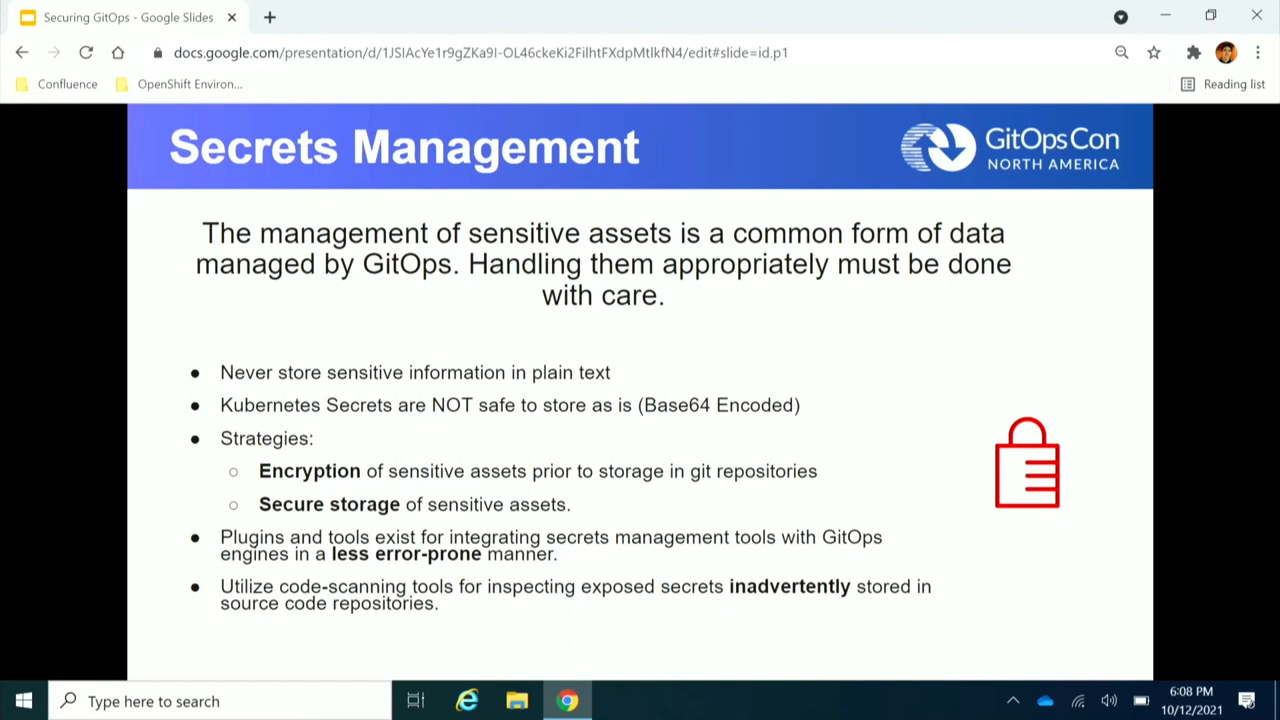 Securing GitOps - Google Slides
docs.google.com/presentation/d/1JSIAcYe1r9gZKa9I-OL46ckeKi2FilhtFXdpMtlkfN4/edit#slide=id.p1
Confluence
OpenShift Environ...
Reading list
Secrets Management
GitOpsCon
NORTH AMERICA
The management of sensitive assets is a common form of data
managed by GitOps. Handling them appropriately must be done
with care.
● Never store sensitive information in plain text
● Kubernetes Secrets are NOT safe to store as is (Base64 Encoded)
● Strategies:
○ Encryption of sensitive assets prior to storage in git repositories
○ Secure storage of sensitive assets.
● Plugins and tools exist for integrating secrets management tools with GitOps
engines in a less error-prone manner.
● Utilize code-scanning tools for inspecting exposed secrets inadvertently stored in
source code repositories.
Type here to search
6:08 PM
10/12/2021